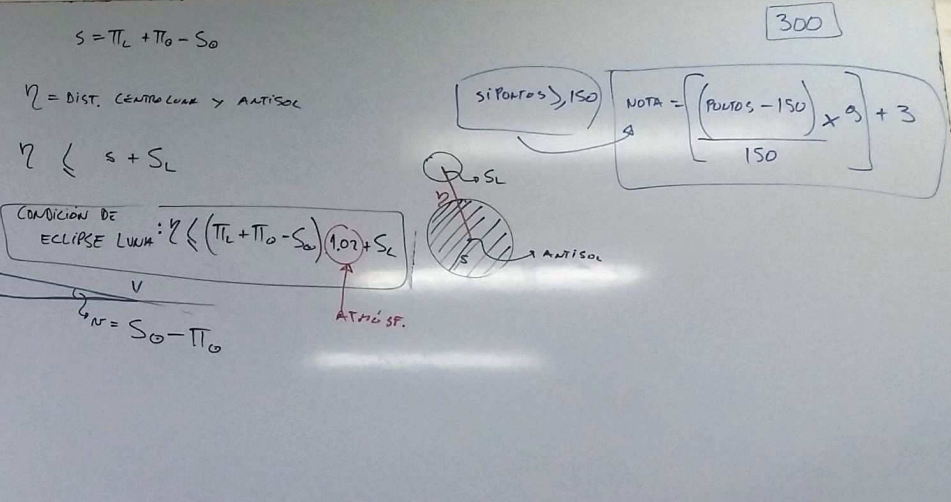 300
s = π_L + π_⊙ − S_⊙
η = DIST. CENTRO LUNA Y ANTISOL
SI PUNTOS ≥ 150
NOTA = [((PUNTOS − 150) / 150) × 9] + 3
η ≤ s + S_L
S_L
η
s
ANTISOL
CONDICIÓN DE
ECLIPSE LUNA: η ≤ (π_L + π_⊙ − S_⊙) 1.02 + S_L
ATMÓSF.
V
v = S_⊙ − π_⊙